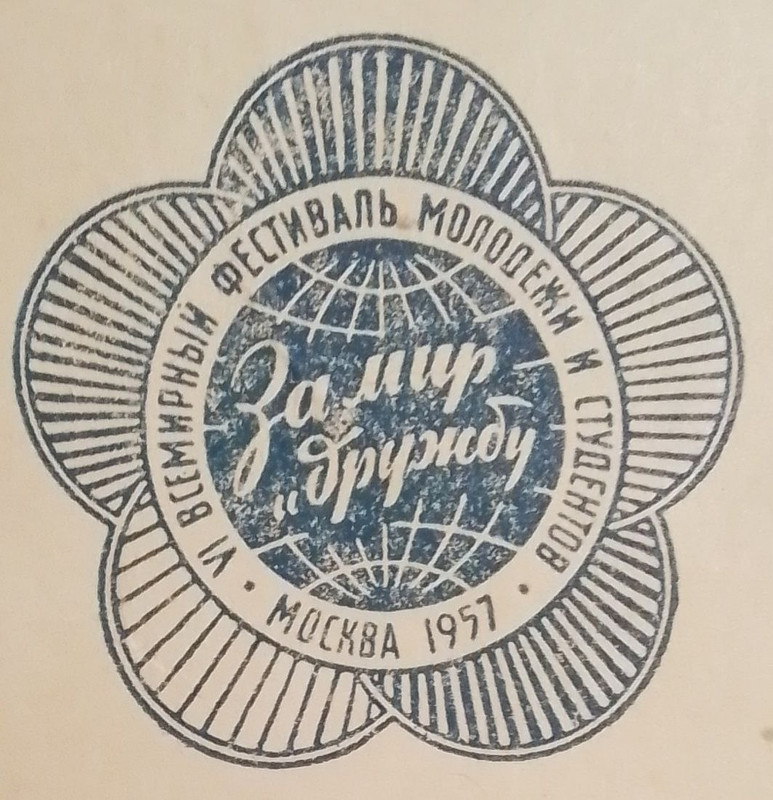 VI ВСЕМИРНЫЙ ФЕСТИВАЛЬ МОЛОДЕЖИ И СТУДЕНТОВ
За мир
и дружбу
• МОСКВА 1957 •